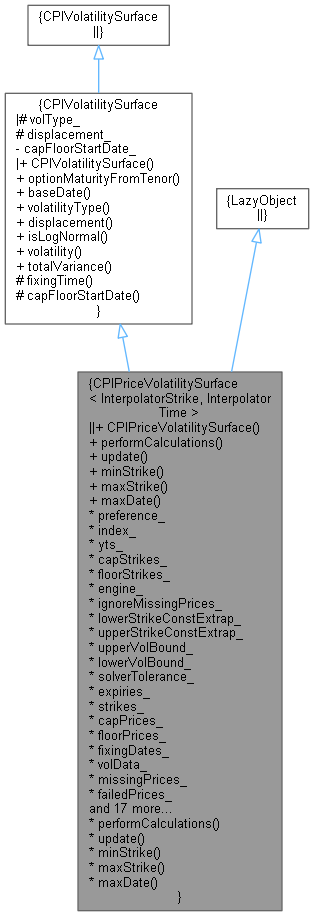 {CPIVolatilitySurface
||}
{CPIVolatilitySurface
|# volType_
# displacement_
- capFloorStartDate_
|+ CPIVolatilitySurface()
+ optionMaturityFromTenor()
+ baseDate()
+ volatilityType()
+ displacement()
+ isLogNormal()
+ volatility()
+ totalVariance()
# fixingTime()
# capFloorStartDate()
}
{LazyObject
||}
{CPIPriceVolatilitySurface
< InterpolatorStrike, Interpolator
Time >
||+ CPIPriceVolatilitySurface()
+ performCalculations()
+ update()
+ minStrike()
+ maxStrike()
+ maxDate()
* preference_
* index_
* yts_
* capStrikes_
* floorStrikes_
* engine_
* ignoreMissingPrices_
* lowerStrikeConstExtrap_
* upperStrikeConstExtrap_
* upperVolBound_
* lowerVolBound_
* solverTolerance_
* expiries_
* strikes_
* capPrices_
* floorPrices_
* fixingDates_
* volData_
* missingPrices_
* failedPrices_
and 17 more...
* performCalculations()
* update()
* minStrike()
* maxStrike()
* maxDate()
}